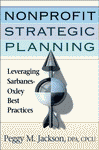 NONPROFIT
STRATEGIC
PLANNING
Leveraging
Sarbanes-
Oxley
Best
Practices
Peggy M. Jackson, DPA, CPCU